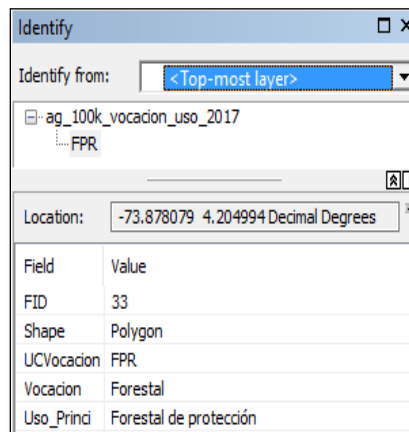 Identify
Identify from: <Top-most layer>
ag_100k_vocacion_uso_2017
FPR
Location: -73.878079 4.204994 Decimal Degrees
Field Value
FID 33
Shape Polygon
UCVocacion FPR
Vocacion Forestal
Uso_Princi Forestal de protección